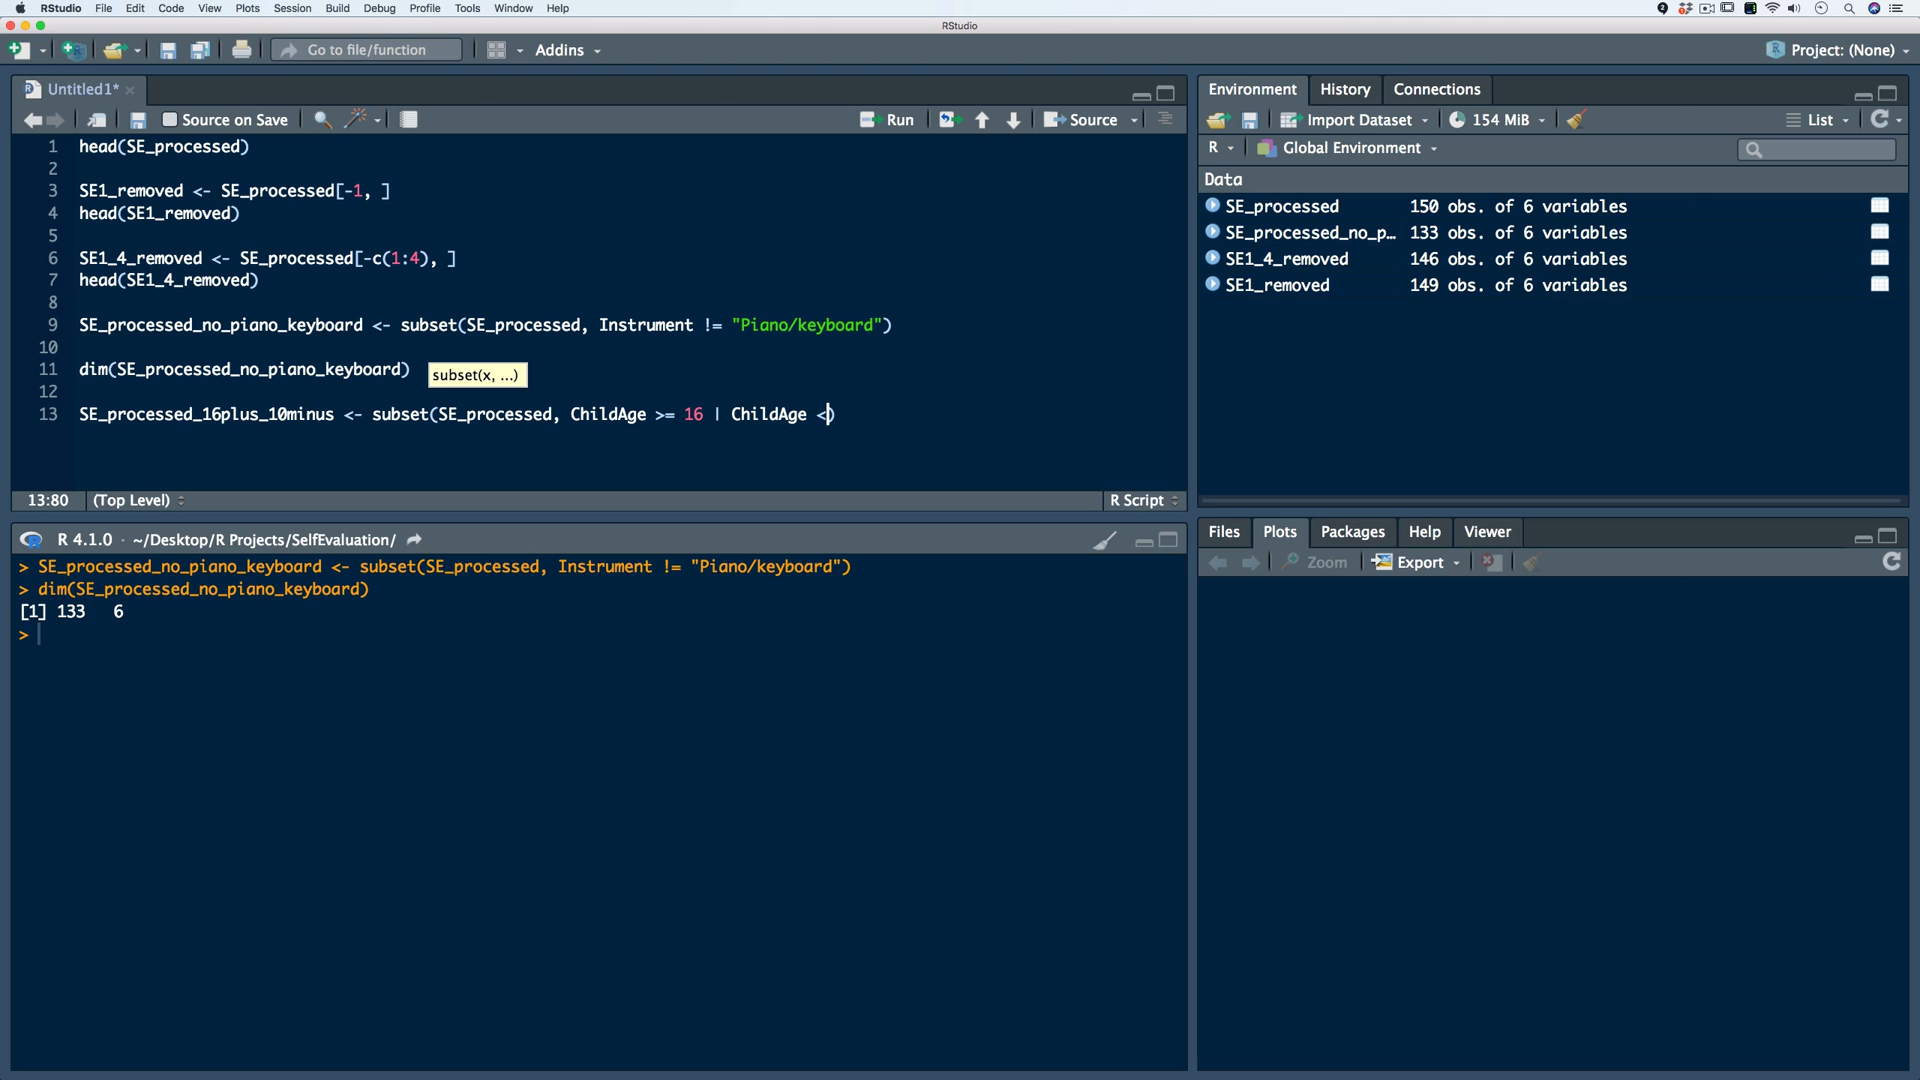 RStudio File Edit Code View Plots Session Build Debug Profile Tools Window Help
RStudio
Go to file/function Addins Project: (None)
Untitled1*
Source on Save Run Source
1 head(SE_processed)
2
3 SE1_removed <- SE_processed[-1, ]
4 head(SE1_removed)
5
6 SE1_4_removed <- SE_processed[-c(1:4), ]
7 head(SE1_4_removed)
8
9 SE_processed_no_piano_keyboard <- subset(SE_processed, Instrument != "Piano/keyboard")
10
11 dim(SE_processed_no_piano_keyboard)
subset(x, ...)
12
13 SE_processed_16plus_10minus <- subset(SE_processed, ChildAge >= 16 | ChildAge <)
13:80 (Top Level) R Script
R 4.1.0 · ~/Desktop/R Projects/SelfEvaluation/
> SE_processed_no_piano_keyboard <- subset(SE_processed, Instrument != "Piano/keyboard")
> dim(SE_processed_no_piano_keyboard)
[1] 133 6
>
Environment History Connections
Import Dataset 154 MiB List
R Global Environment
Data
SE_processed 150 obs. of 6 variables
SE_processed_no_p… 133 obs. of 6 variables
SE1_4_removed 146 obs. of 6 variables
SE1_removed 149 obs. of 6 variables
Files Plots Packages Help Viewer
Zoom Export